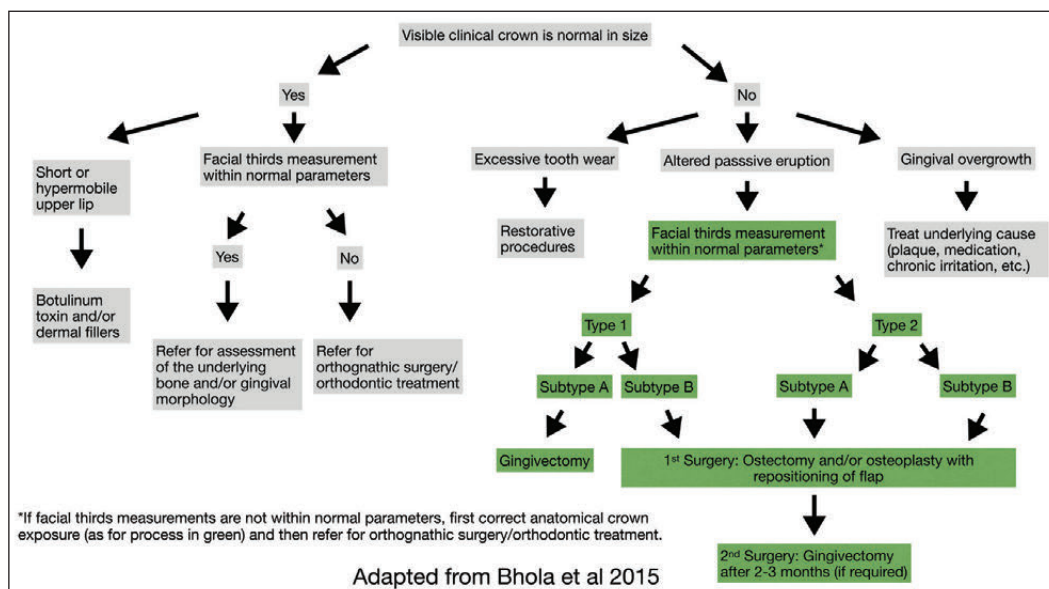 Visible clinical crown is normal in size
Yes
No
Short or
hypermobile
upper lip
Facial thirds measurement
within normal parameters
Excessive tooth wear
Altered passsive eruption
Gingival overgrowth
Yes
No
Restorative
procedures
Facial thirds measurement
within normal parameters*
Treat underlying cause
(plaque, medication,
chronic irritation, etc.)
Botulinum
toxin and/or
dermal fillers
Refer for assessment
of the underlying
bone and/or gingival
morphology
Refer for
orthognathic surgery/
orthodontic treatment
Type 1
Type 2
Subtype A
Subtype B
Subtype A
Subtype B
Gingivectomy
1st Surgery: Ostectomy and/or osteoplasty with
repositioning of flap
*If facial thirds measurements are not within normal parameters, first correct anatomical crown
exposure (as for process in green) and then refer for orthognathic surgery/orthodontic treatment.
2nd Surgery: Gingivectomy
after 2-3 months (if required)
Adapted from Bhola et al 2015